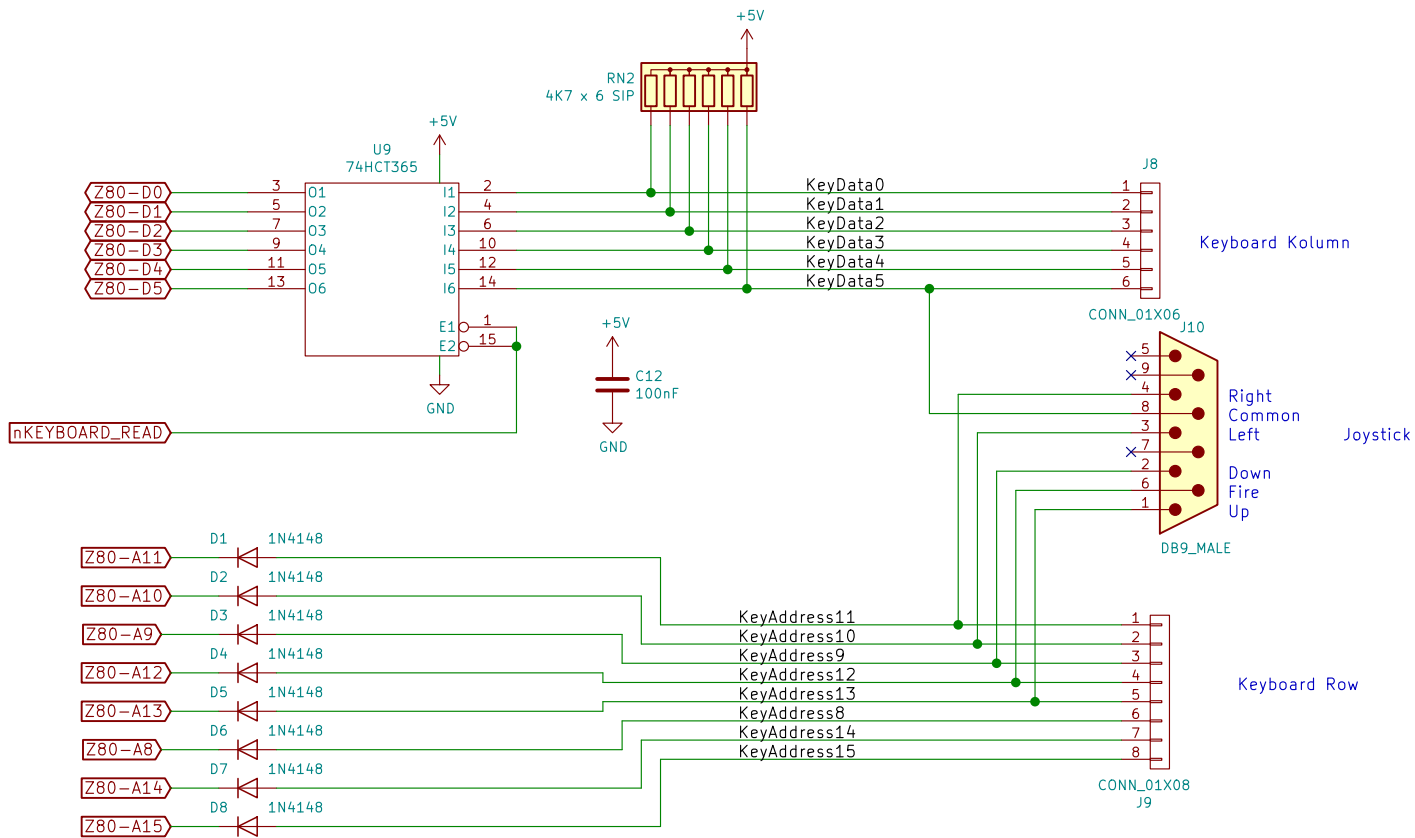 +5V
RN2
4K7 x 6 SIP
+5V
U9
74HCT365
J8
Z80-D0 3 O1 I1 2 KeyData0 1
Z80-D1 5 O2 I2 4 KeyData1 2
Z80-D2 7 O3 I3 6 KeyData2 3
Z80-D3 9 O4 I4 10 KeyData3 4
Z80-D4 11 O5 I5 12 KeyData4 5
Z80-D5 13 O6 I6 14 KeyData5 6
Keyboard Kolumn
CONN_01X06
E1 1
E2 15
GND
+5V
C12
100nF
GND
nKEYBOARD_READ
J10
5
9
4 Right
8 Common
3 Left
7
2 Down
6 Fire
1 Up
Joystick
DB9_MALE
D1 1N4148
Z80-A11
D2 1N4148
Z80-A10
D3 1N4148
Z80-A9
D4 1N4148
Z80-A12
D5 1N4148
Z80-A13
D6 1N4148
Z80-A8
D7 1N4148
Z80-A14
D8 1N4148
Z80-A15
KeyAddress11 1
KeyAddress10 2
KeyAddress9 3
KeyAddress12 4
KeyAddress13 5
KeyAddress8 6
KeyAddress14 7
KeyAddress15 8
Keyboard Row
CONN_01X08
J9